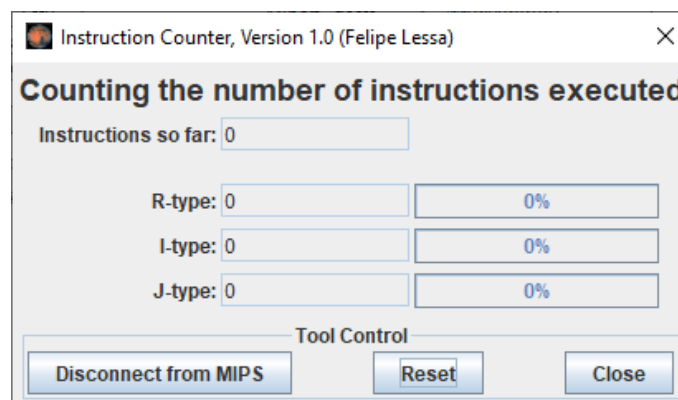 Instruction Counter, Version 1.0 (Felipe Lessa)
Counting the number of instructions executed
Instructions so far: 0
R-type: 0 0%
I-type: 0 0%
J-type: 0 0%
Tool Control
Disconnect from MIPS Reset Close